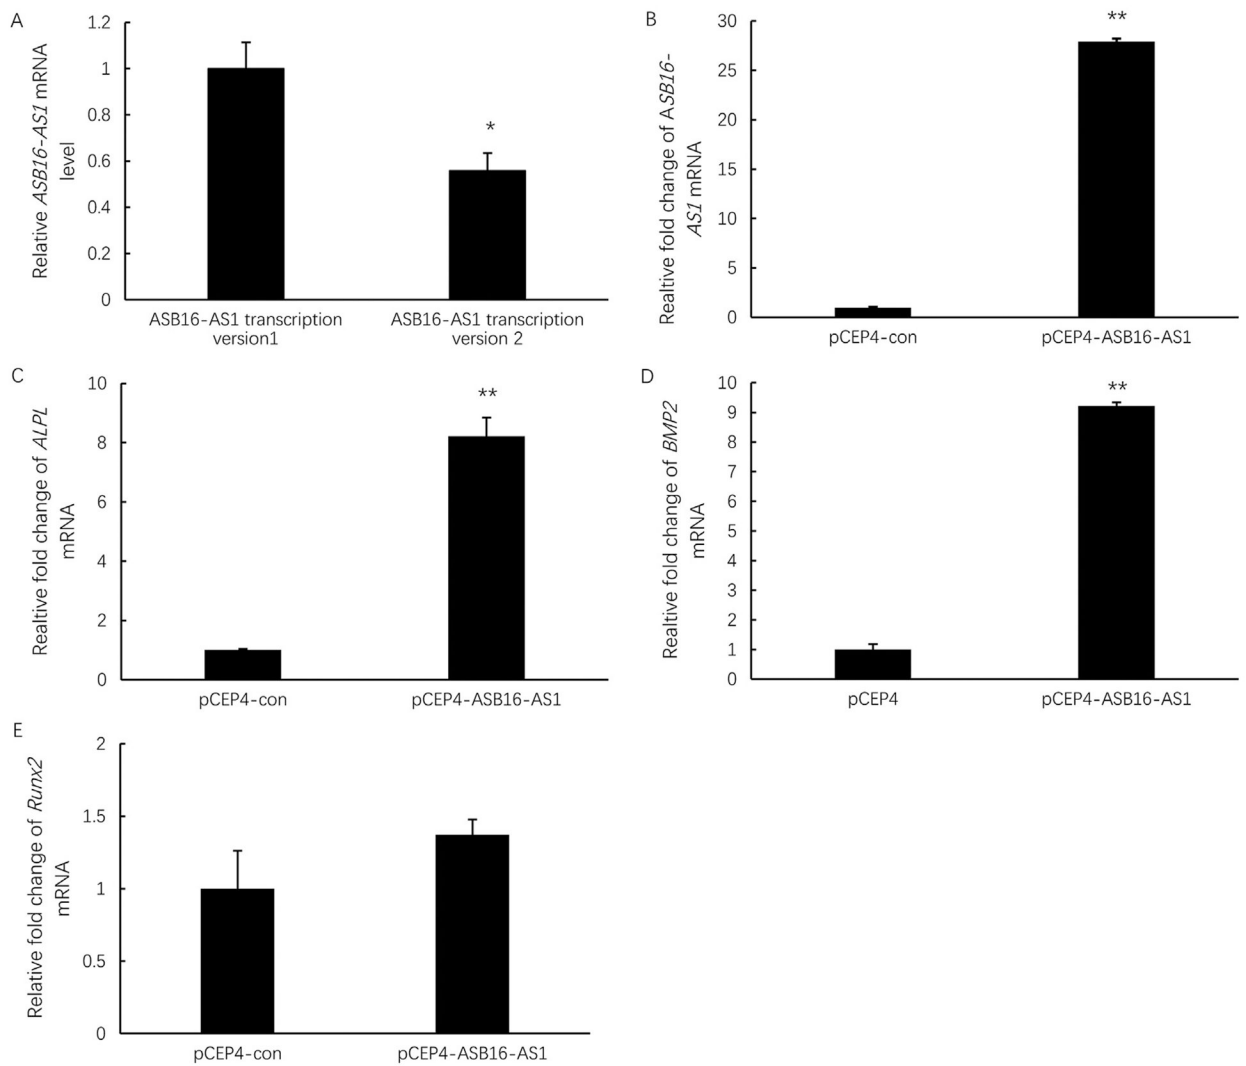 A
Relative ASB16-AS1 mRNA
level
1.2
1
0.8
0.6
0.4
0.2
0
*
ASB16-AS1 transcription
version1
ASB16-AS1 transcription
version 2
B
Realtive fold change of ASB16-
AS1 mRNA
30
25
20
15
10
5
0
**
pCEP4-con
pCEP4-ASB16-AS1
C
Realtive fold change of ALPL
mRNA
10
8
6
4
2
0
**
pCEP4-con
pCEP4-ASB16-AS1
D
Realtive fold change of BMP2
mRNA
10
9
8
7
6
5
4
3
2
1
0
**
pCEP4
pCEP4-ASB16-AS1
E
Relative fold change of Runx2
mRNA
2
1.5
1
0.5
0
pCEP4-con
pCEP4-ASB16-AS1